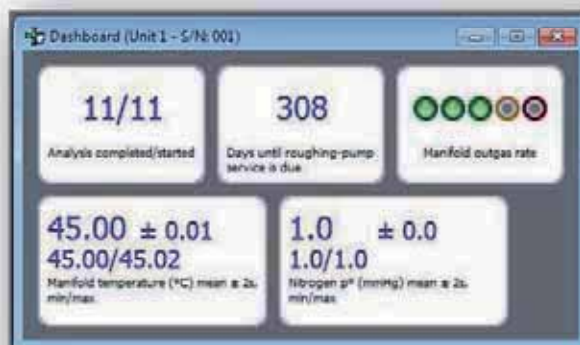 Dashboard (Unit 1 - S/N: 001)
11/11
Analysis completed/started
308
Days until roughing-pump
service is due
Manifold outgas rate
45.00 ± 0.01
45.00/45.02
Manifold temperature (°C) mean ± 2s,
min/max
1.0 ± 0.0
1.0/1.0
Nitrogen p° (mmHg) mean ± 2s,
min/max